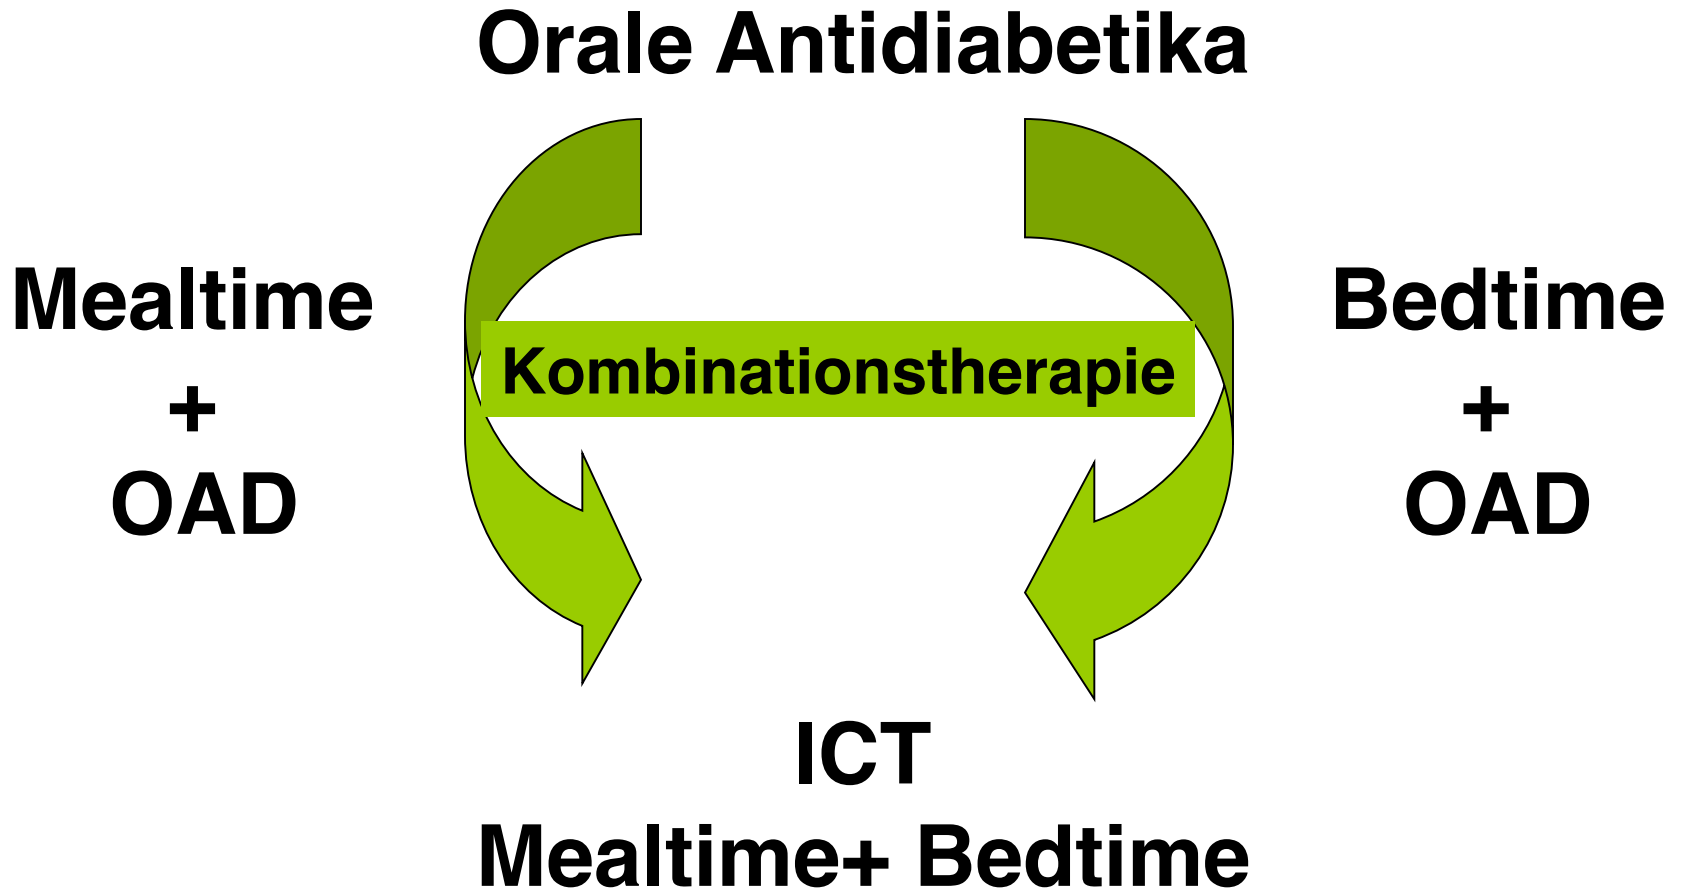 Orale Antidiabetika
Mealtime
+
OAD
Kombinationstherapie
Bedtime
+
OAD
ICT
Mealtime+ Bedtime